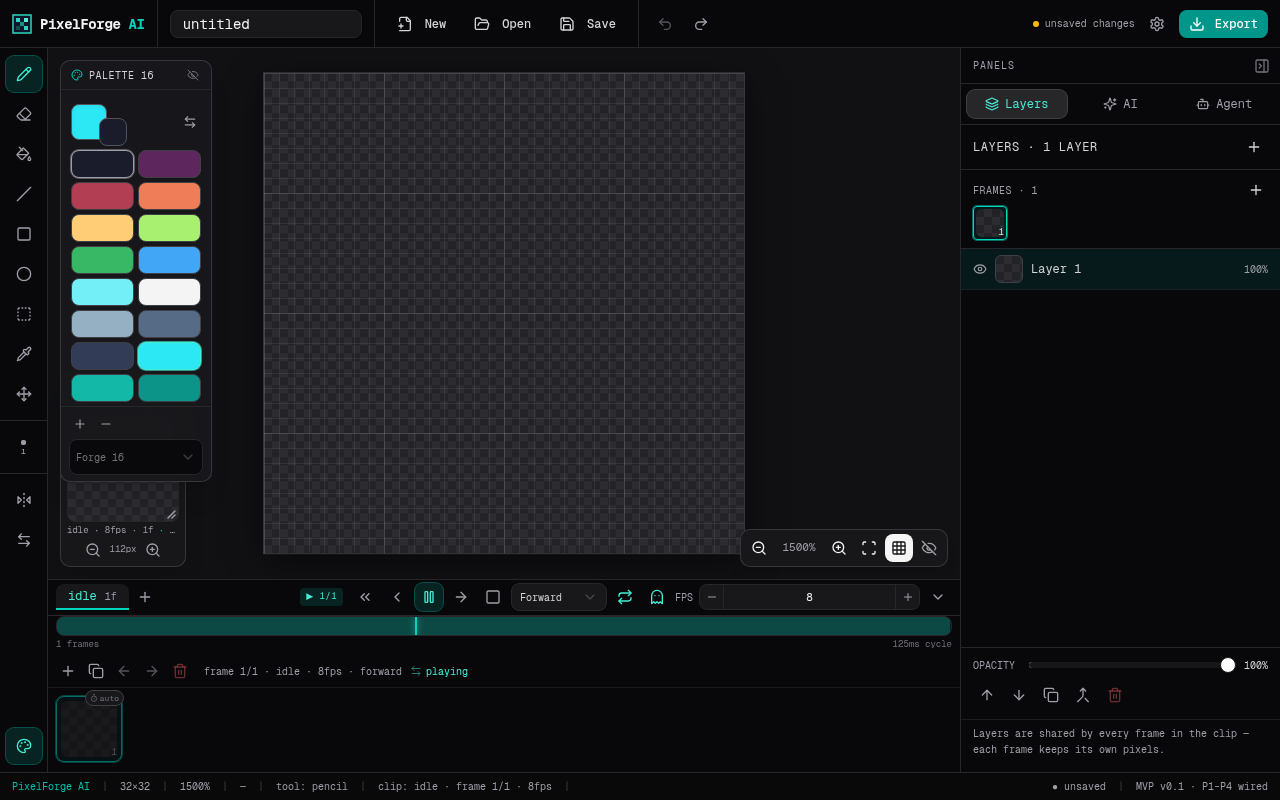 PixelForge AI
untitled
New
Open
Save
unsaved changes
Export
PALETTE 16
Forge 16
idle · 8fps · 1f · …
112px
1
1500%
PANELS
Layers
AI
Agent
LAYERS · 1 LAYER
FRAMES · 1
1
Layer 1
100%
OPACITY
100%
Layers are shared by every frame in the clip —
each frame keeps its own pixels.
idle 1f
1/1
Forward
FPS
8
1 frames
125ms cycle
frame 1/1 · idle · 8fps · forward
playing
auto
1
PixelForge AI | 32×32 | 1500% | — | tool: pencil | clip: idle · frame 1/1 · 8fps |
● unsaved | MVP v0.1 · P1–P4 wired